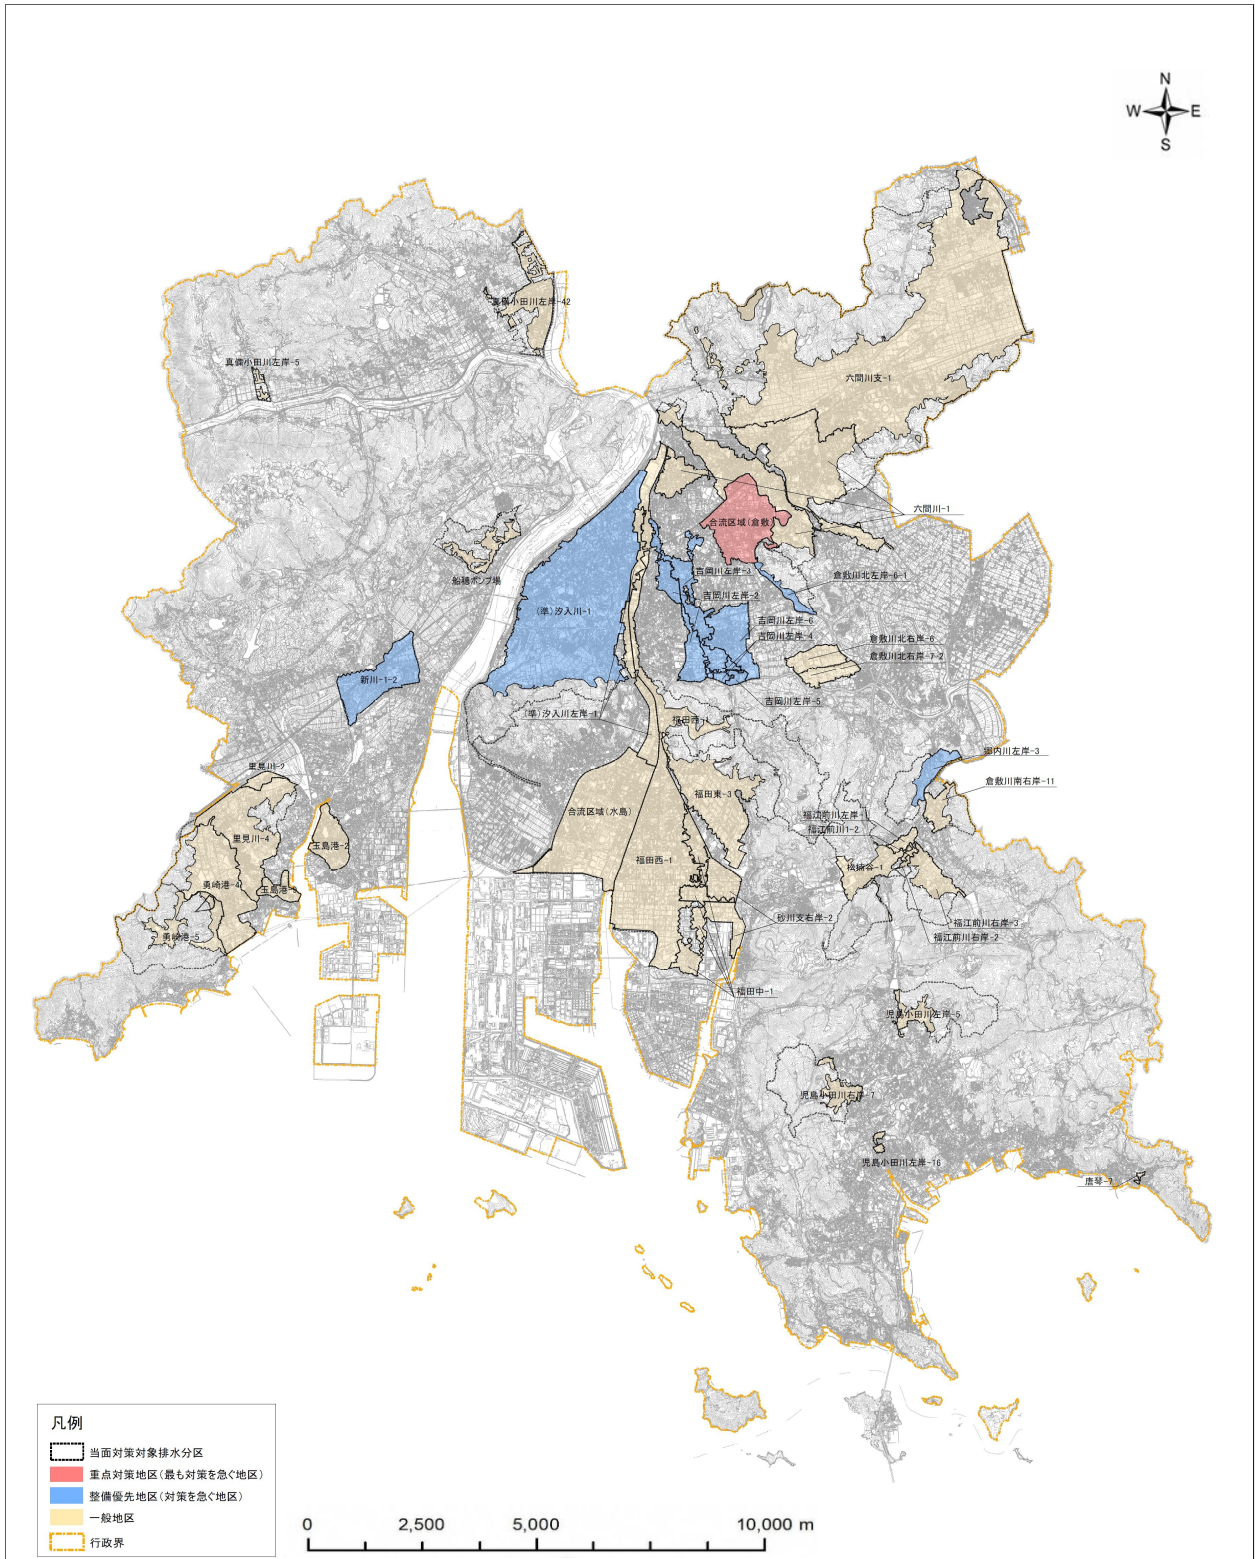 N
W E
S
真備小田川左岸-42
真備小田川左岸-5
六間川支-1
六間川-1
合流区域(倉敷)
船穂ポンプ場
吉岡川左岸-3
倉敷川北左岸-6-1
吉岡川左岸-2
(準)汐入川-1
吉岡川左岸-6
吉岡川左岸-4
倉敷川北右岸-6
倉敷川北右岸-7-2
新川-1-2
吉岡川左岸-5
(準)汐入川左岸-1
福田西-1
郷内川左岸-3
里見川-2
倉敷川南右岸-11
福田東-3
合流区域(水島)
福江前川左岸-1
福江前川1-2
里見川-4
玉島港-2
福田西-1
勇崎港-4
砂川支右岸-2
福江前川右岸-3
勇崎港-5
福江前川右岸-2
福田中-1
児島小田川左岸-5
児島小田川右岸-7
児島小田川左岸-16
唐琴-7
凡例
当面対策対象排水分区
重点対策地区(最も対策を急ぐ地区)
整備優先地区(対策を急ぐ地区)
一般地区
行政界
0 2,500 5,000 10,000 m